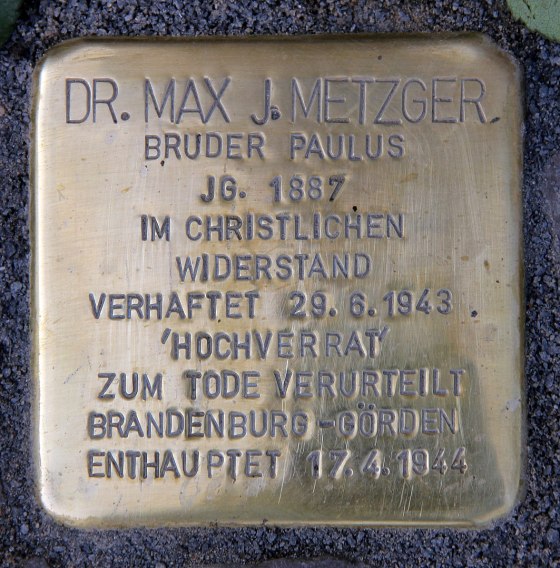 DR. MAX J. METZGER
BRUDER PAULUS
JG. 1887
IM CHRISTLICHEN
WIDERSTAND
VERHAFTET 29.6.1943
'HOCHVERRAT'
ZUM TODE VERURTEILT
BRANDENBURG-GÖRDEN
ENTHAUPTET 17.4.1944